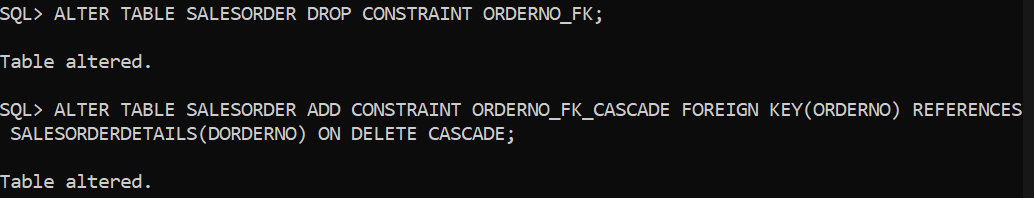 SQL> ALTER TABLE SALESORDER DROP CONSTRAINT ORDERNO_FK;
Table altered.
SQL> ALTER TABLE SALESORDER ADD CONSTRAINT ORDERNO_FK_CASCADE FOREIGN KEY(ORDERNO) REFERENCES
SALESORDERDETAILS(DORDERNO) ON DELETE CASCADE;
Table altered.